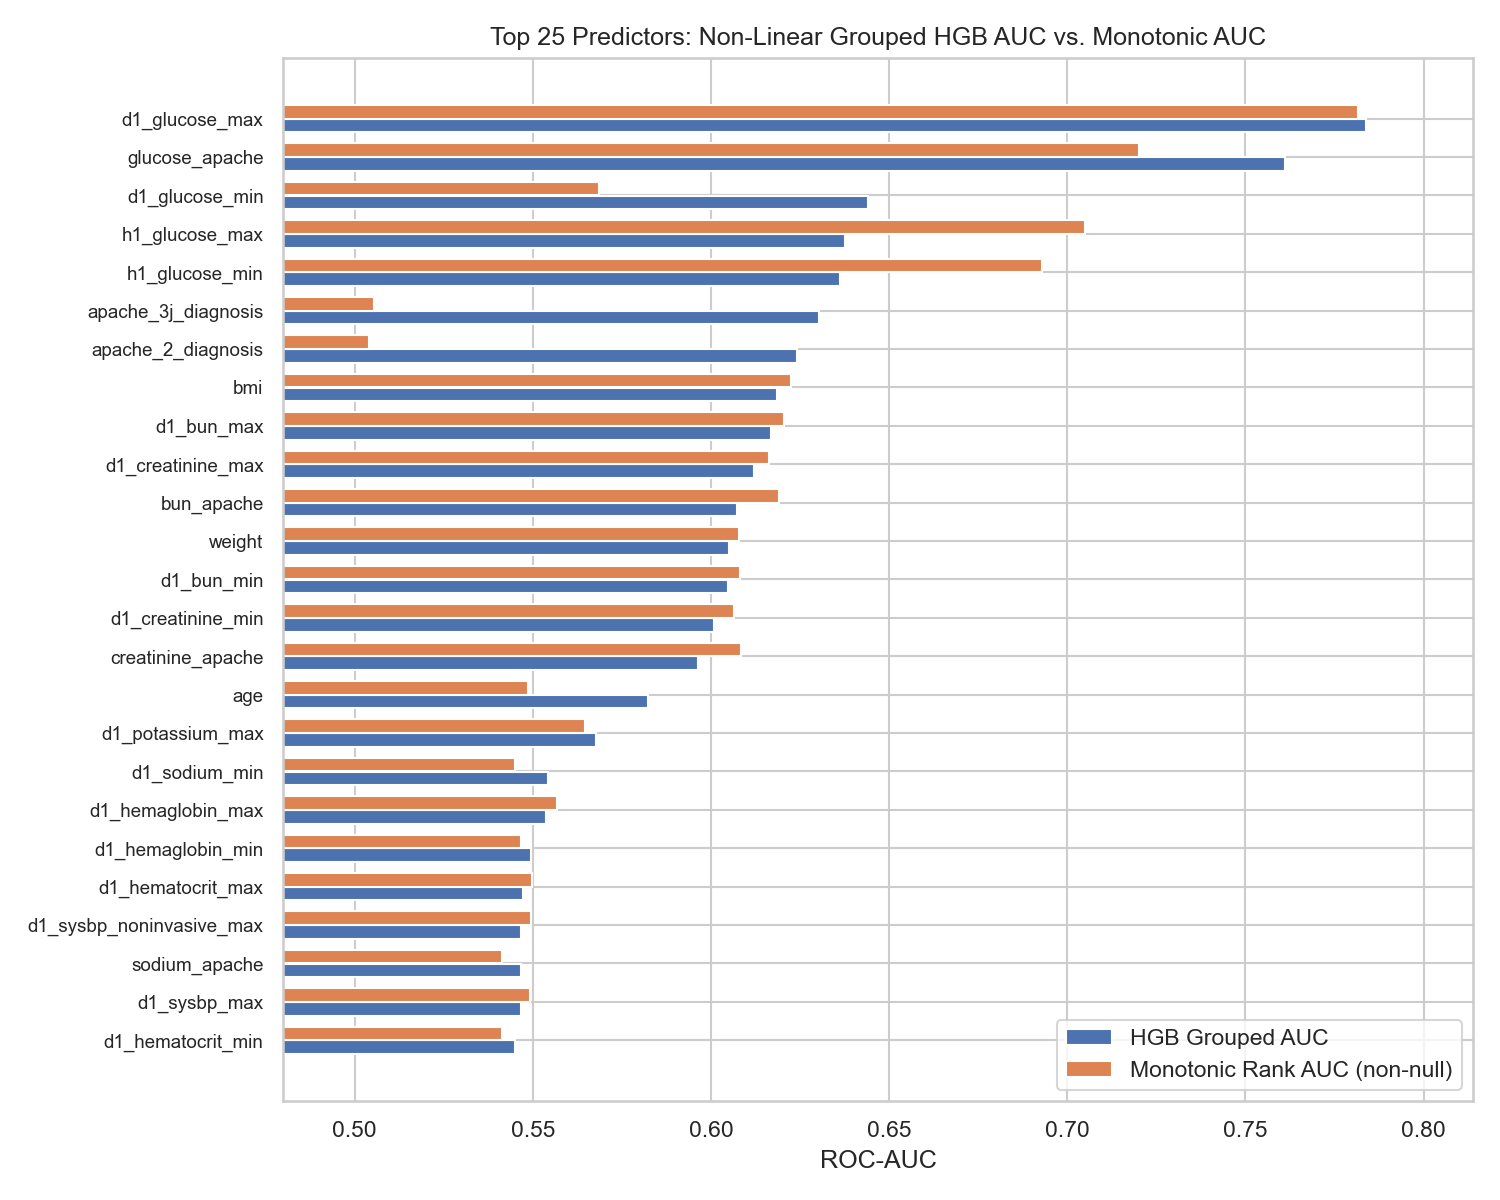 Top 25 Predictors: Non-Linear Grouped HGB AUC vs. Monotonic AUC
d1_glucose_max
glucose_apache
d1_glucose_min
h1_glucose_max
h1_glucose_min
apache_3j_diagnosis
apache_2_diagnosis
bmi
d1_bun_max
d1_creatinine_max
bun_apache
weight
d1_bun_min
d1_creatinine_min
creatinine_apache
age
d1_potassium_max
d1_sodium_min
d1_hemaglobin_max
d1_hemaglobin_min
d1_hematocrit_max
d1_sysbp_noninvasive_max
sodium_apache
d1_sysbp_max
d1_hematocrit_min
HGB Grouped AUC
Monotonic Rank AUC (non-null)
0.50 0.55 0.60 0.65 0.70 0.75 0.80
ROC-AUC